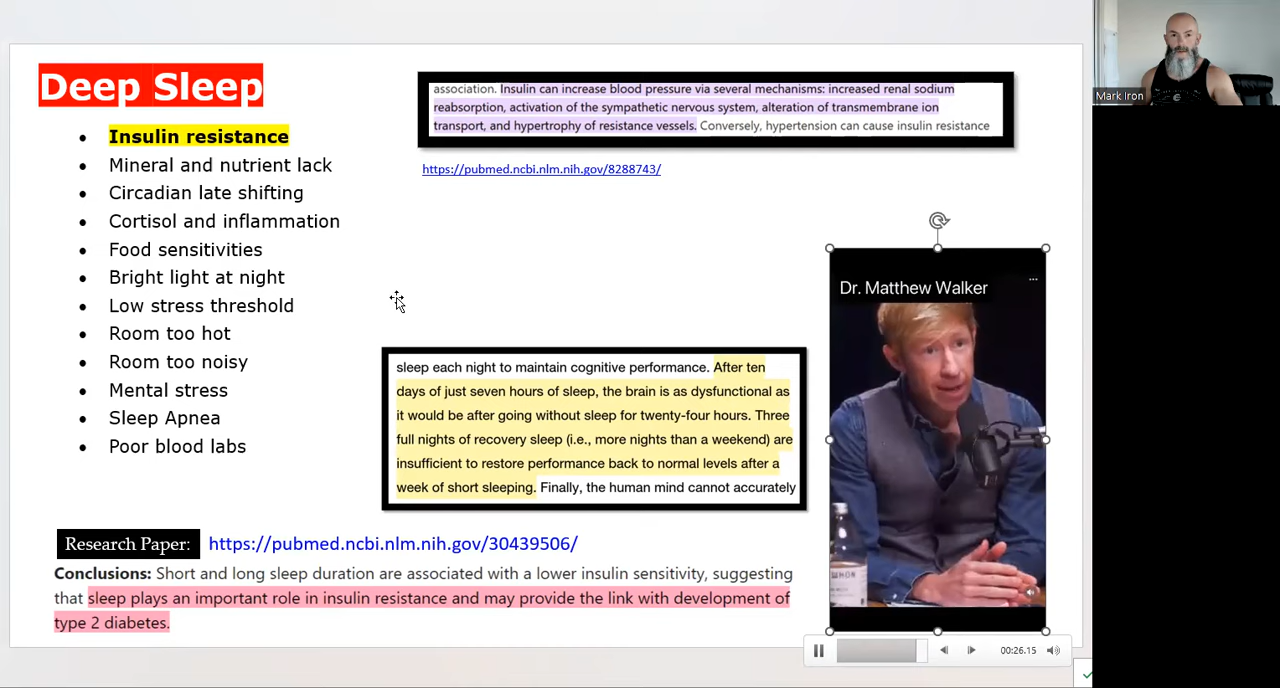 Deep Sleep
Insulin resistance
Mineral and nutrient lack
Circadian late shifting
Cortisol and inflammation
Food sensitivities
Bright light at night
Low stress threshold
Room too hot
Room too noisy
Mental stress
Sleep Apnea
Poor blood labs
association. Insulin can increase blood pressure via several mechanisms: increased renal sodium
reabsorption, activation of the sympathetic nervous system, alteration of transmembrane ion
transport, and hypertrophy of resistance vessels. Conversely, hypertension can cause insulin resistance
https://pubmed.ncbi.nlm.nih.gov/8288743/
sleep each night to maintain cognitive performance. After ten
days of just seven hours of sleep, the brain is as dysfunctional as
it would be after going without sleep for twenty-four hours. Three
full nights of recovery sleep (i.e., more nights than a weekend) are
insufficient to restore performance back to normal levels after a
week of short sleeping. Finally, the human mind cannot accurately
Dr. Matthew Walker
Research Paper: https://pubmed.ncbi.nlm.nih.gov/30439506/
Conclusions: Short and long sleep duration are associated with a lower insulin sensitivity, suggesting
that sleep plays an important role in insulin resistance and may provide the link with development of
type 2 diabetes.
00:26.15
Mark Iron